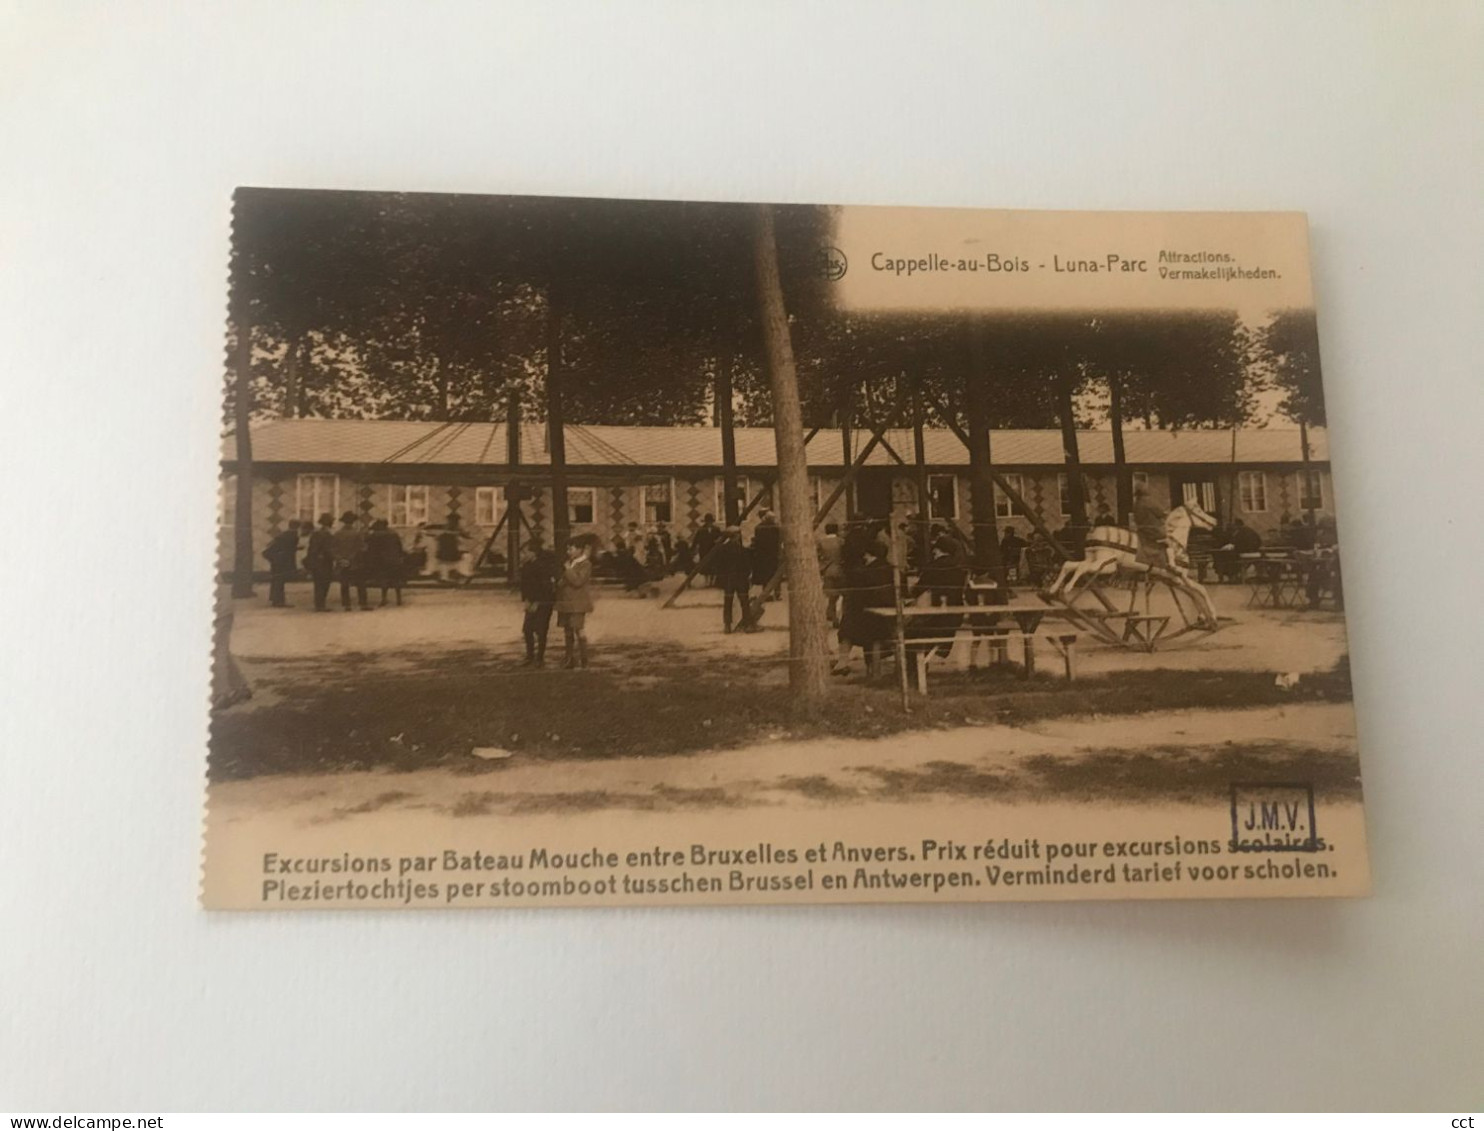 Cappelle-au-Bois - Luna-Parc Attractions.
Vermakelijkheden.
J.M.V.
Excursions par Bateau Mouche entre Bruxelles et Anvers. Prix réduit pour excursions scolaires.
Pleziertochtjes per stoomboot tusschen Brussel en Antwerpen. Verminderd tarief voor scholen.
delcampe.net
cct